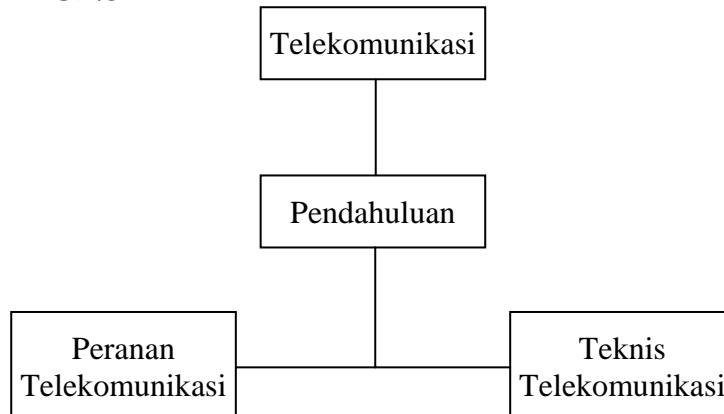 Telekomunikasi
Pendahuluan
Peranan
Telekomunikasi
Teknis
Telekomunikasi